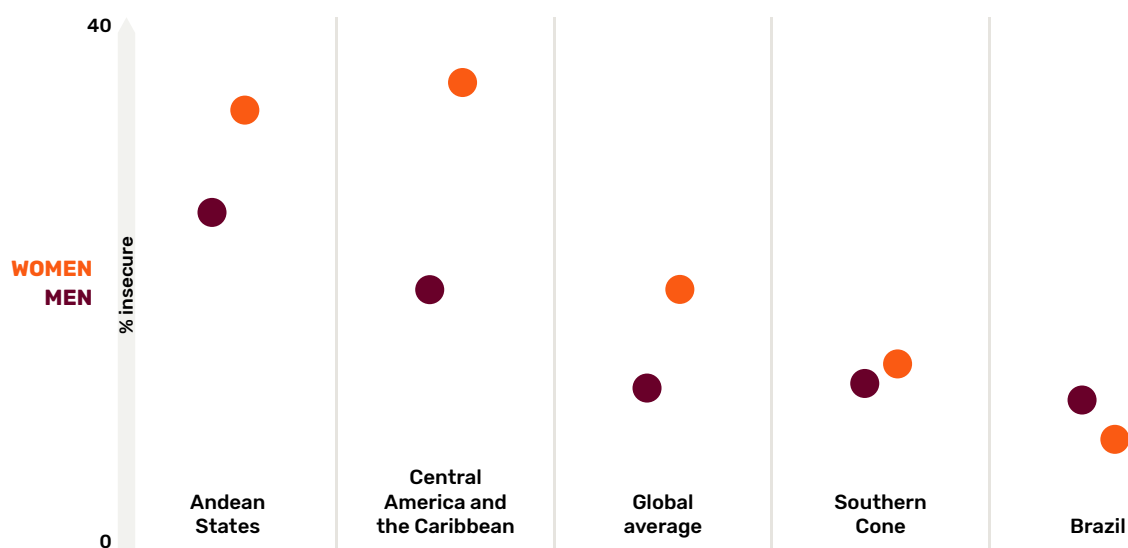 40
WOMEN
MEN
% insecure
0
Andean
States
Central
America and
the Caribbean
Global
average
Southern
Cone
Brazil